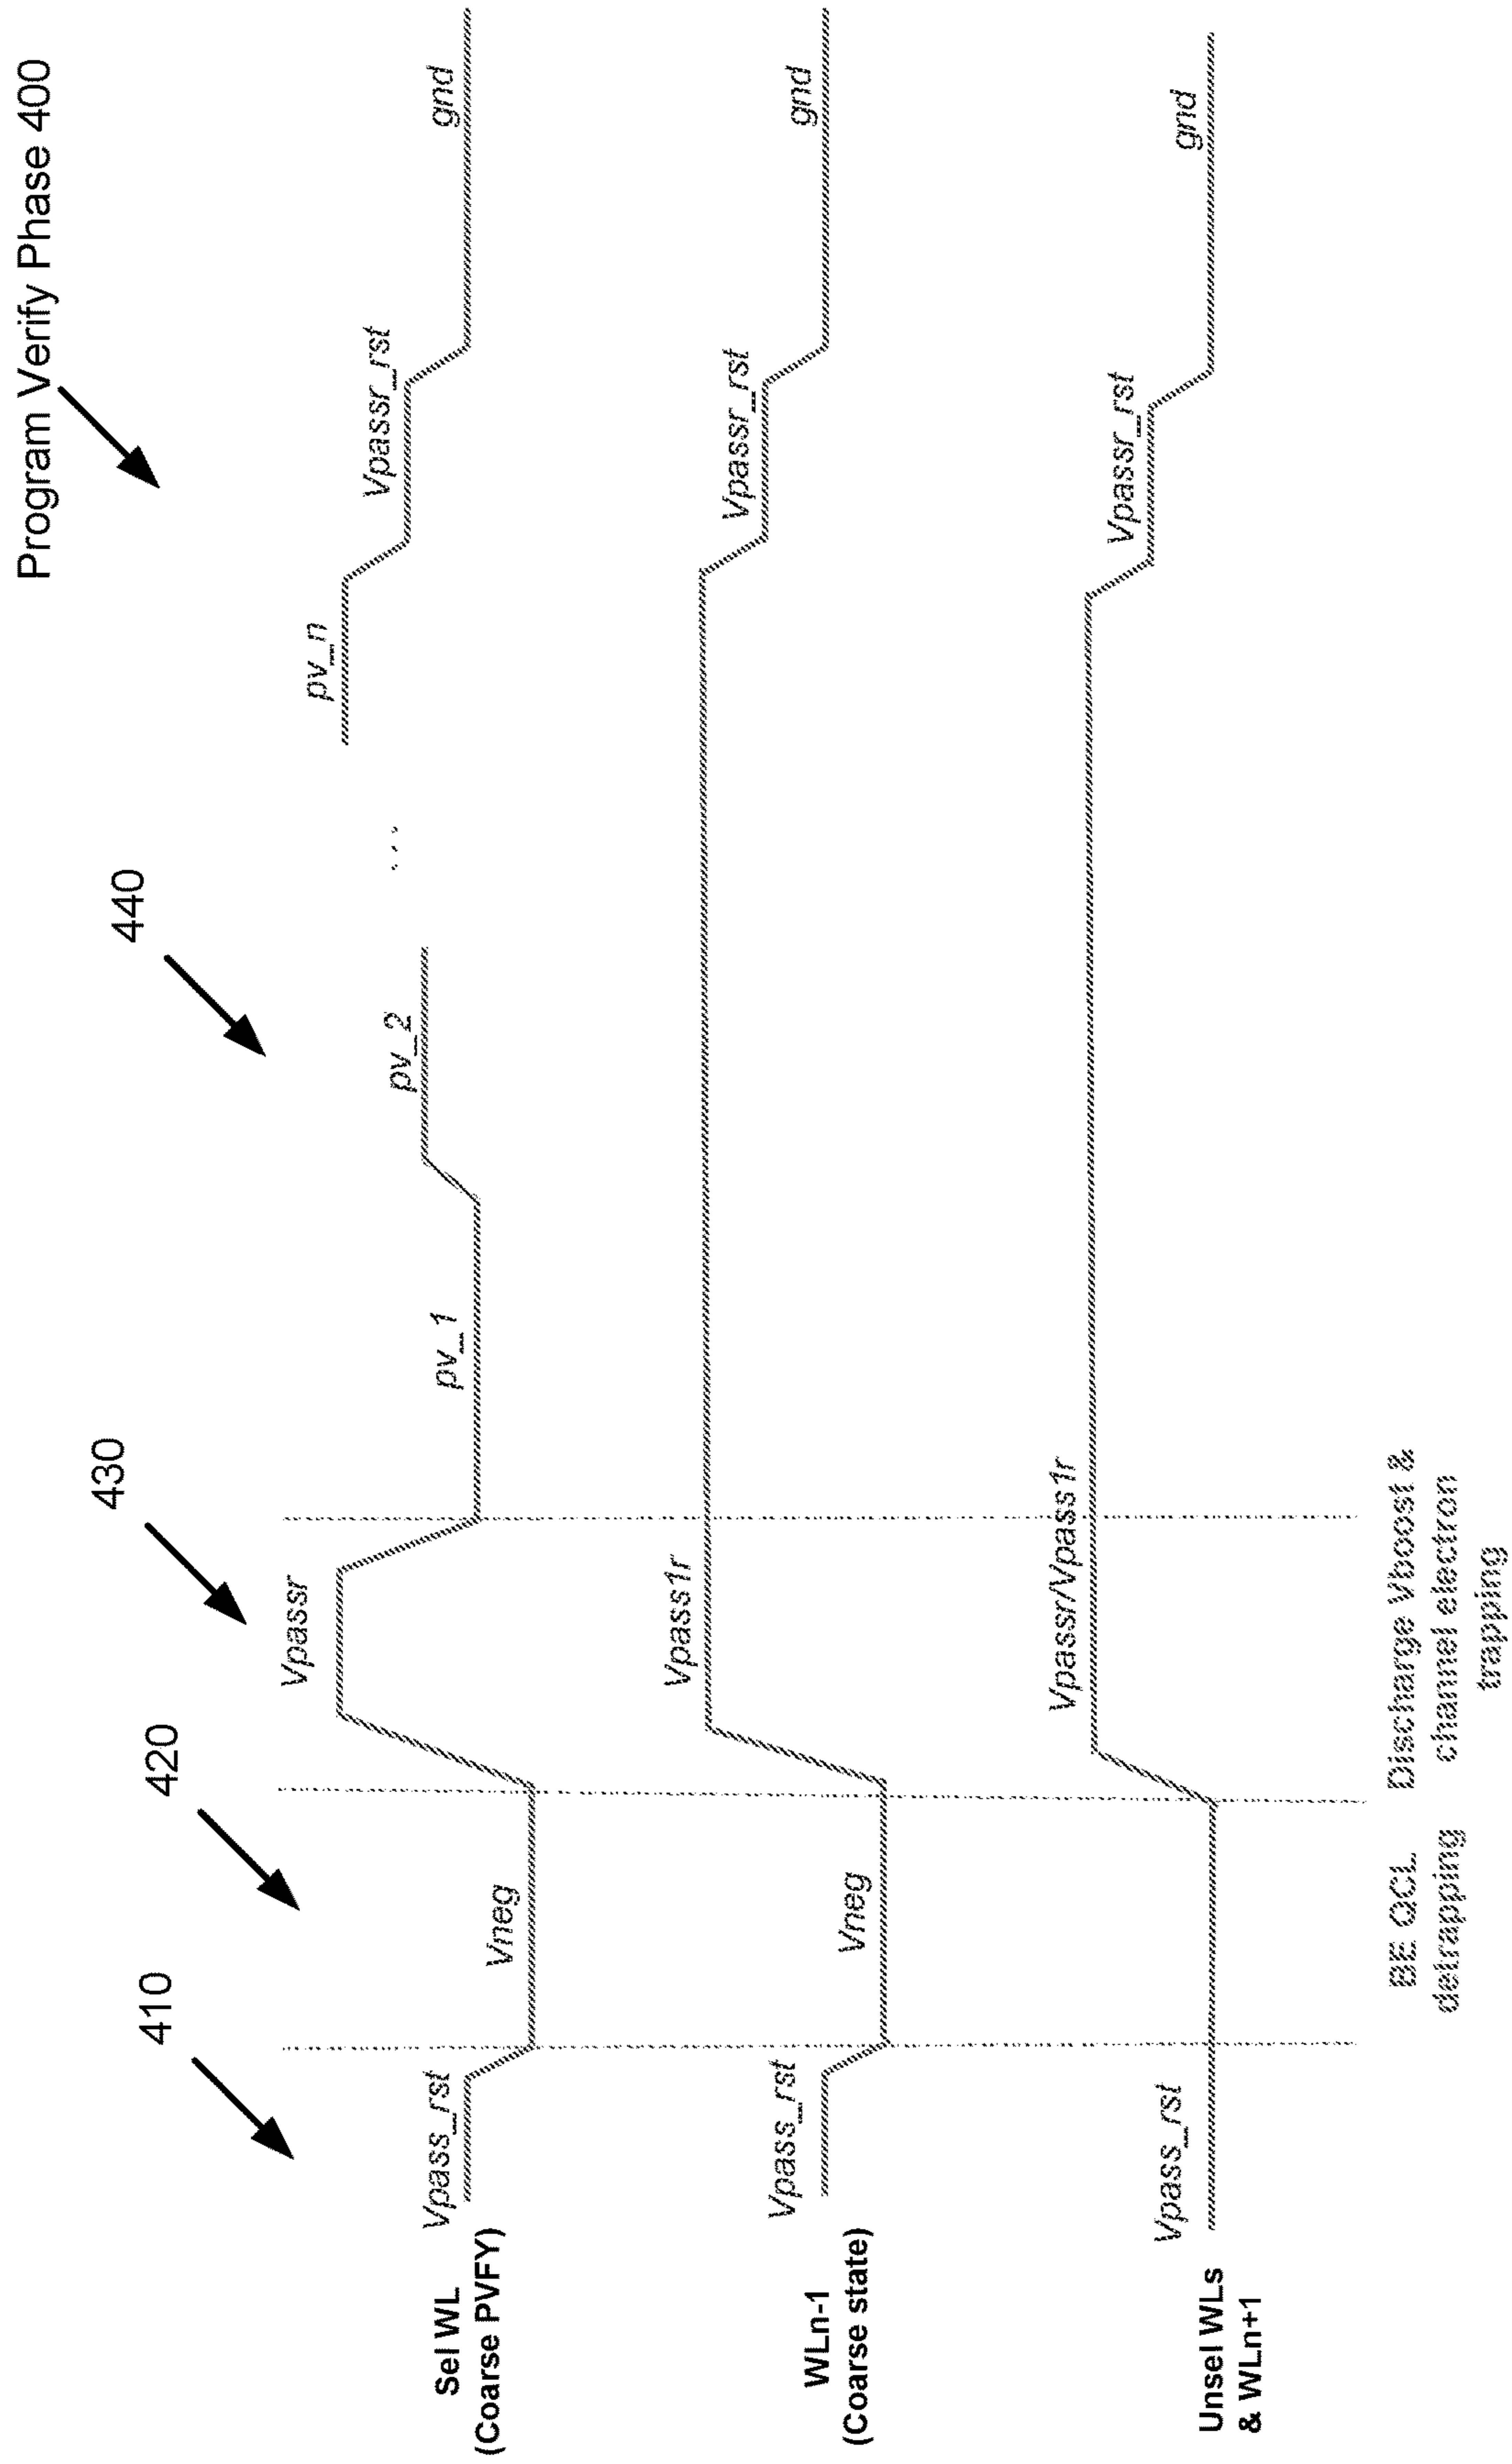 Program Verify Phase 400
410
420
430
440
Sel WL
(Coarse PVFY)
Vpass_rst
Vneg
Vpassr
pv_1
pv_2
...
pv_n
Vpassr_rst
gnd
WLn-1
(Coarse state)
Vpass_rst
Vneg
Vpass1r
Vpassr_rst
gnd
Unsel WLs
& WLn+1
Vpass_rst
Vpassr/Vpass1r
Vpassr_rst
gnd
BE QCL
detrapping
Discharge Vboost &
channel electron
trapping